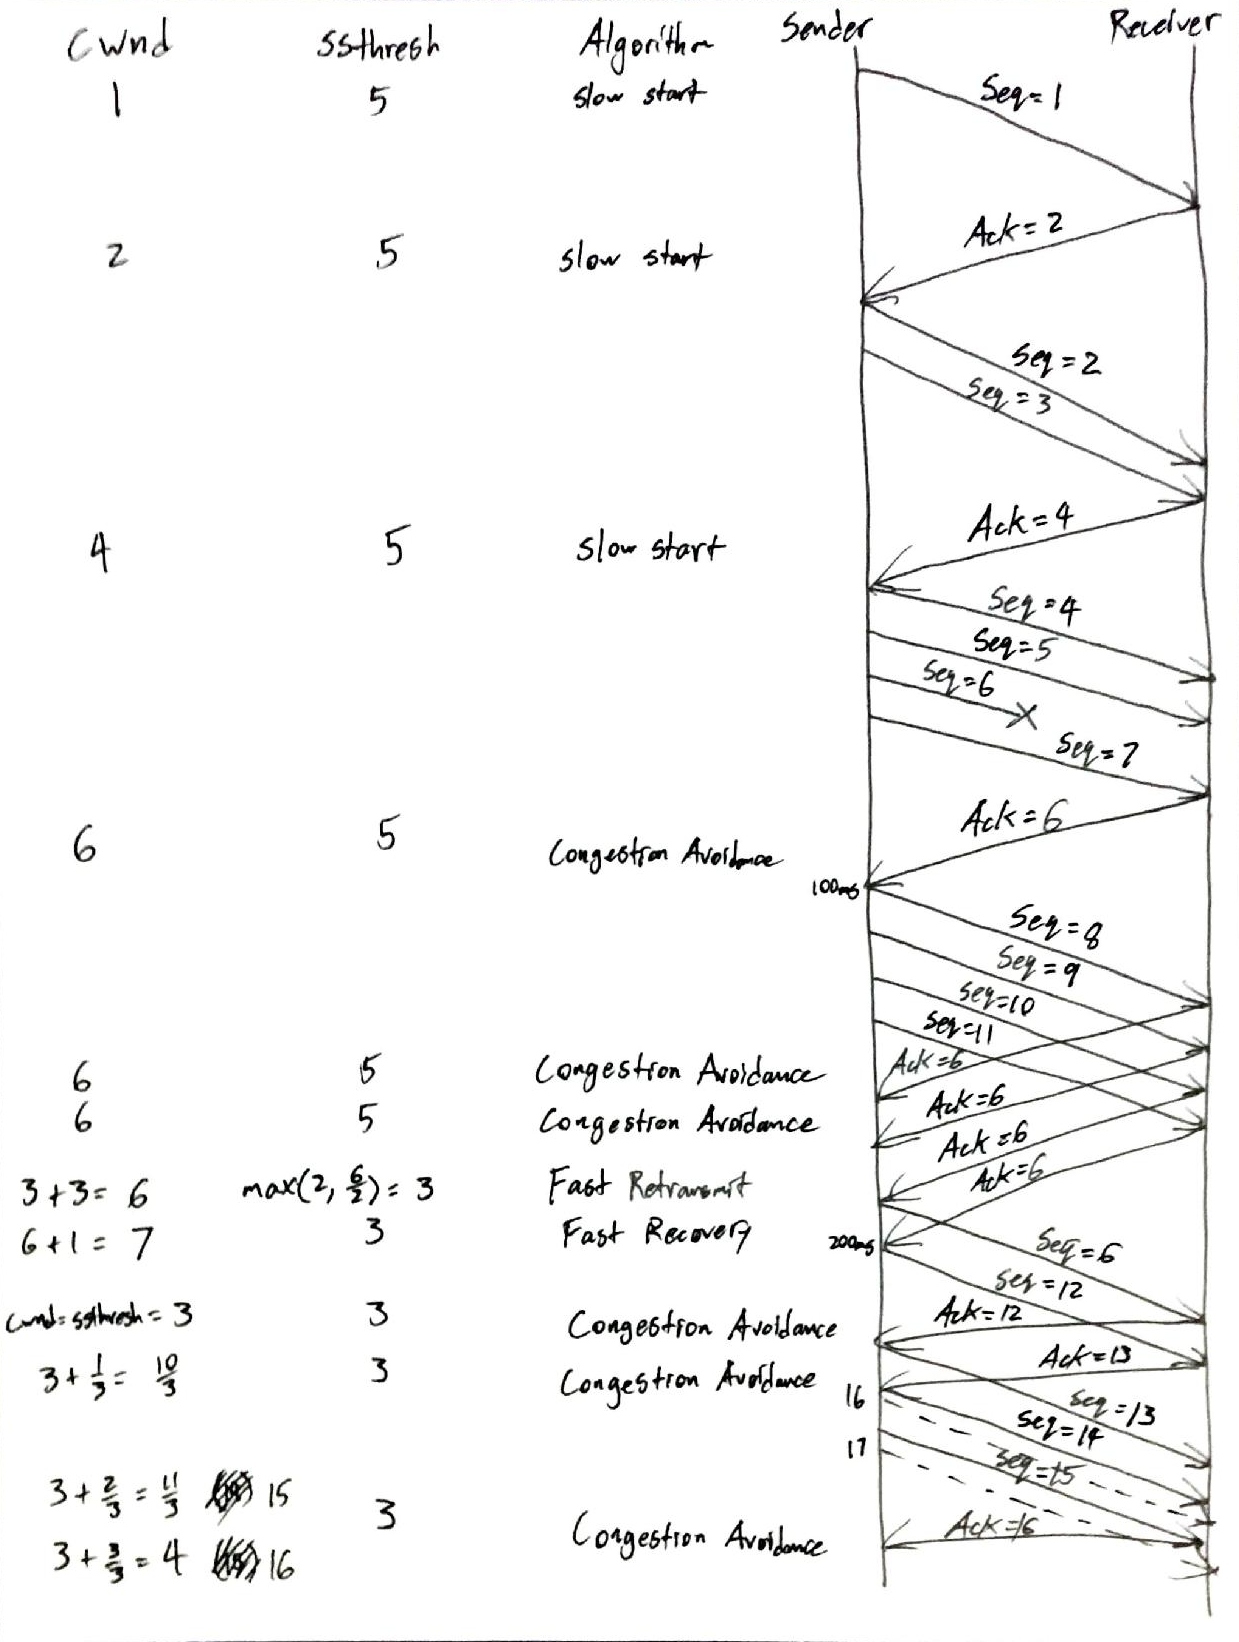 Cwnd ssthresh Algorithm Sender Receiver
1 5 slow start
Seq=1
Ack=2
2 5 slow start
Seq=2
Seq=3
Ack=4
4 5 slow start
Seq=4
Seq=5
Seq=6
Seq=7
Ack=6
6 5 Congestion Avoidance
100ms
Seq=8
Seq=9
Seq=10
Seq=11
Ack=6
6 5 Congestion Avoidance
Ack=6
6 5 Congestion Avoidance
Ack=6
Ack=6
3+3= 6 max(2, 6/2)= 3 Fast Retransmit
6+1= 7 3 Fast Recovery
200ms
Seq=6
Seq=12
Ack=12
cwnd=ssthresh=3 3 Congestion Avoidance
Ack=13
3+1/3= 10/3 3 Congestion Avoidance
16
Seq=13
Seq=14
17
Seq=15
3+2/3=11/3 15
3 Congestion Avoidance
Ack=16
3+3/3=4 16